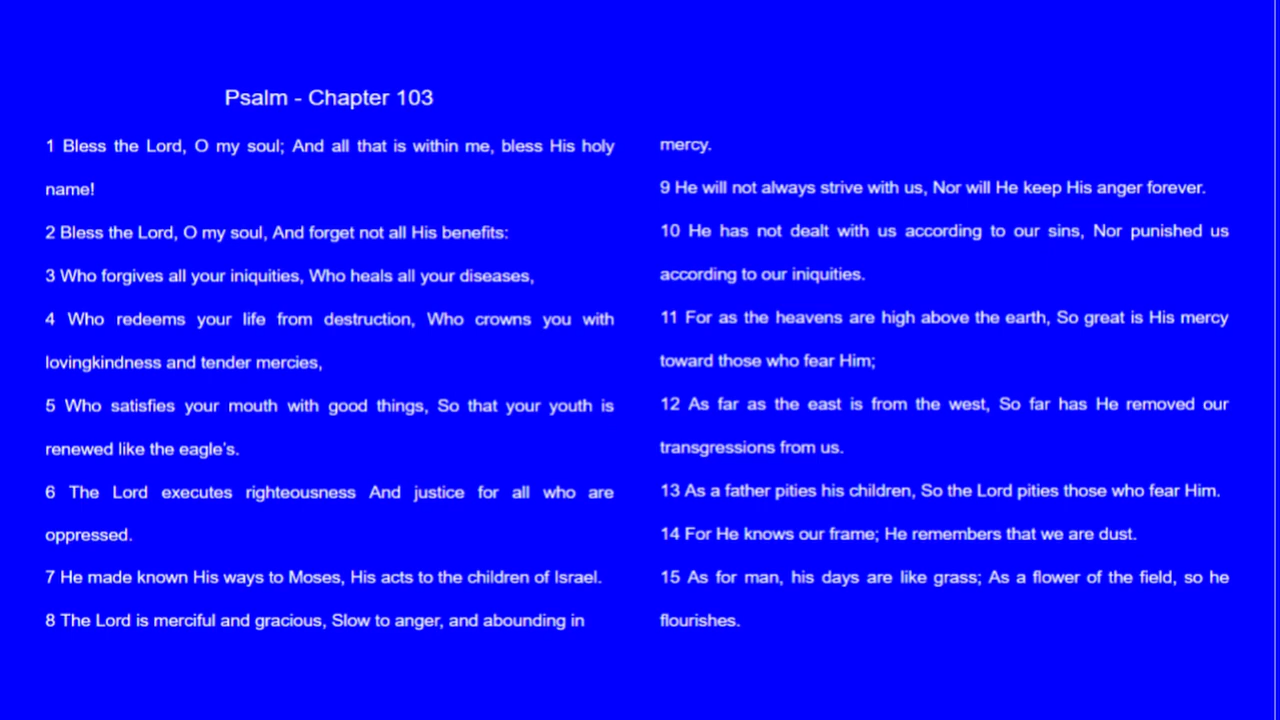 Psalm - Chapter 103
1 Bless the Lord, O my soul; And all that is within me, bless His holy
name!
2 Bless the Lord, O my soul, And forget not all His benefits:
3 Who forgives all your iniquities, Who heals all your diseases,
4 Who redeems your life from destruction, Who crowns you with
lovingkindness and tender mercies,
5 Who satisfies your mouth with good things, So that your youth is
renewed like the eagle's.
6 The Lord executes righteousness And justice for all who are
oppressed.
7 He made known His ways to Moses, His acts to the children of Israel.
8 The Lord is merciful and gracious, Slow to anger, and abounding in
mercy.
9 He will not always strive with us, Nor will He keep His anger forever.
10 He has not dealt with us according to our sins, Nor punished us
according to our iniquities.
11 For as the heavens are high above the earth, So great is His mercy
toward those who fear Him;
12 As far as the east is from the west, So far has He removed our
transgressions from us.
13 As a father pities his children, So the Lord pities those who fear Him.
14 For He knows our frame; He remembers that we are dust.
15 As for man, his days are like grass; As a flower of the field, so he
flourishes.